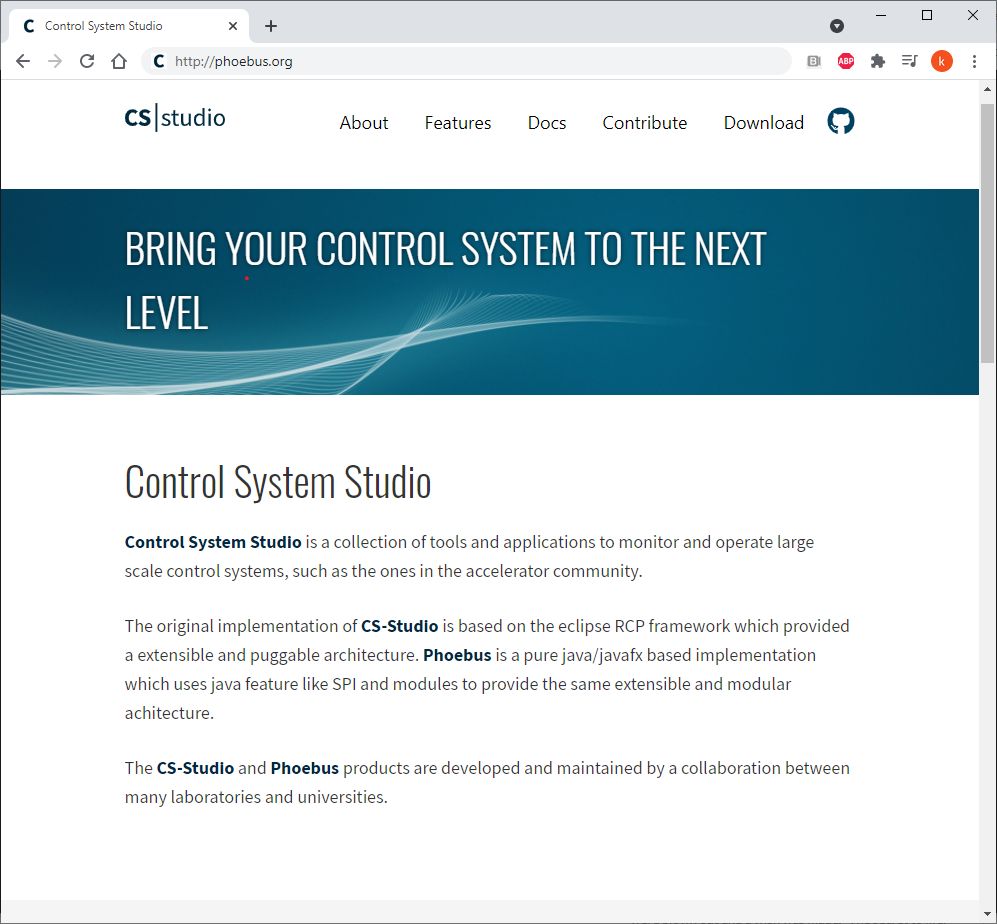 Control System Studio
http://phoebus.org
B!
ABP
k
CS|studio
About Features Docs Contribute Download
BRING YOUR CONTROL SYSTEM TO THE NEXT
LEVEL
Control System Studio
Control System Studio is a collection of tools and applications to monitor and operate large
scale control systems, such as the ones in the accelerator community.
The original implementation of CS-Studio is based on the eclipse RCP framework which provided
a extensible and puggable architecture. Phoebus is a pure java/javafx based implementation
which uses java feature like SPI and modules to provide the same extensible and modular
achitecture.
The CS-Studio and Phoebus products are developed and maintained by a collaboration between
many laboratories and universities.